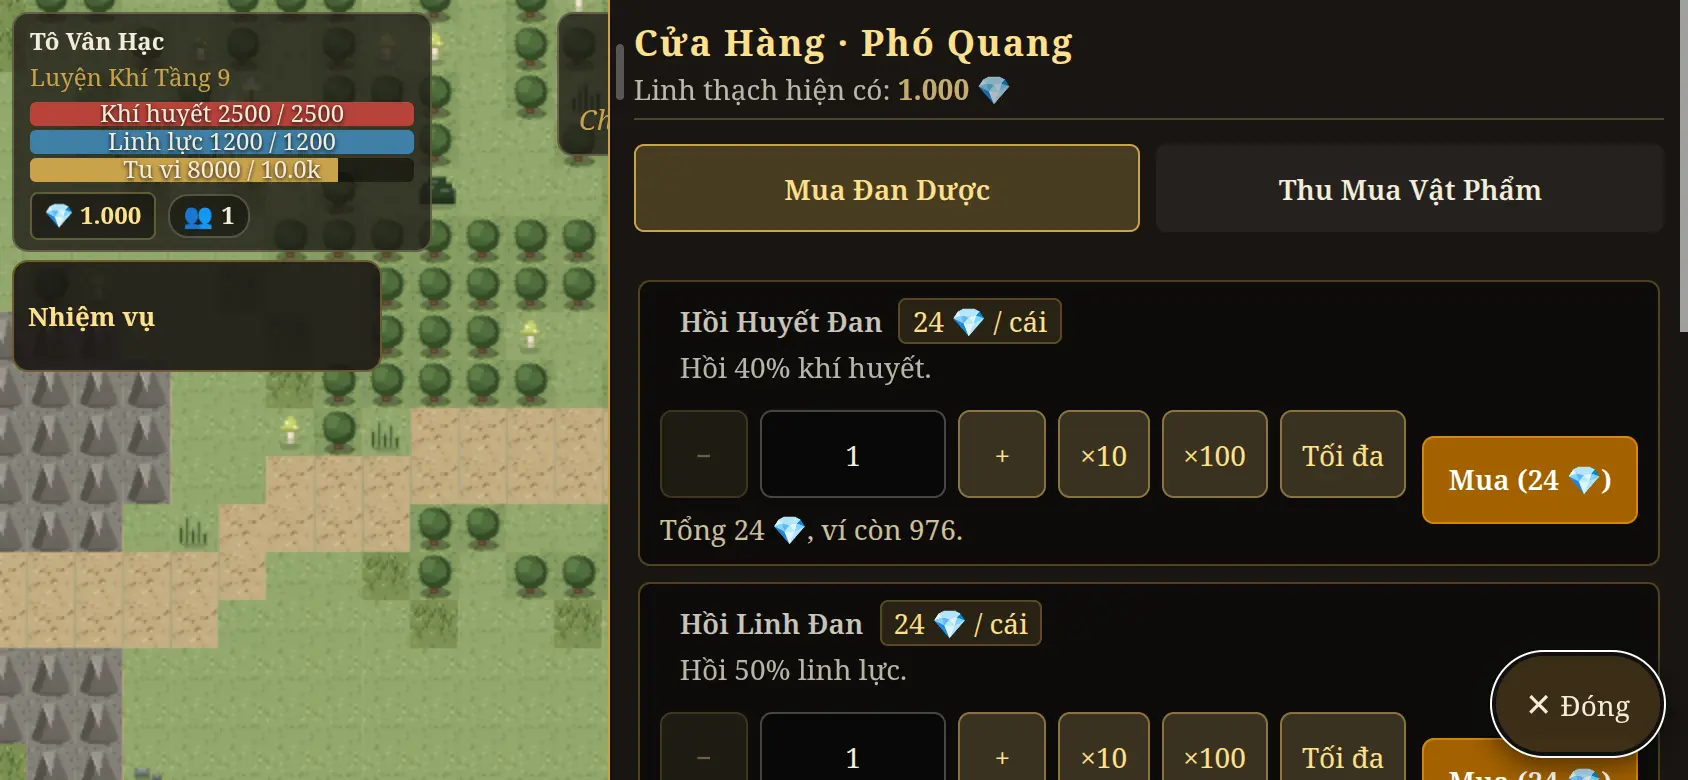 Tô Vân Hạc
Luyện Khí Tầng 9
Khí huyết 2500 / 2500
Linh lực 1200 / 1200
Tu vi 8000 / 10.0k
💎 1.000 👥 1
Nhiệm vụ
Ch
Cửa Hàng · Phó Quang
Linh thạch hiện có: 1.000 💎
Mua Đan Dược
Thu Mua Vật Phẩm
Hồi Huyết Đan 24 💎 / cái
Hồi 40% khí huyết.
− 1 + ×10 ×100 Tối đa Mua (24 💎)
Tổng 24 💎, ví còn 976.
Hồi Linh Đan 24 💎 / cái
Hồi 50% linh lực.
− 1 + ×10 ×100 Tối đa Mua (24 💎)
✕ Đóng